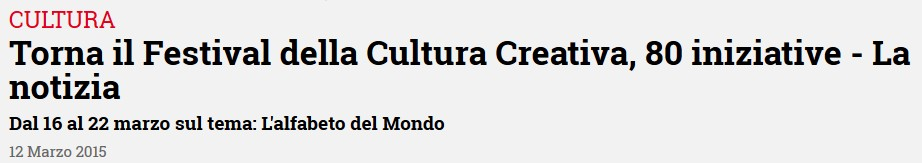 CULTURA
Torna il Festival della Cultura Creativa, 80 iniziative - La
notizia
Dal 16 al 22 marzo sul tema: L'alfabeto del Mondo
12 Marzo 2015